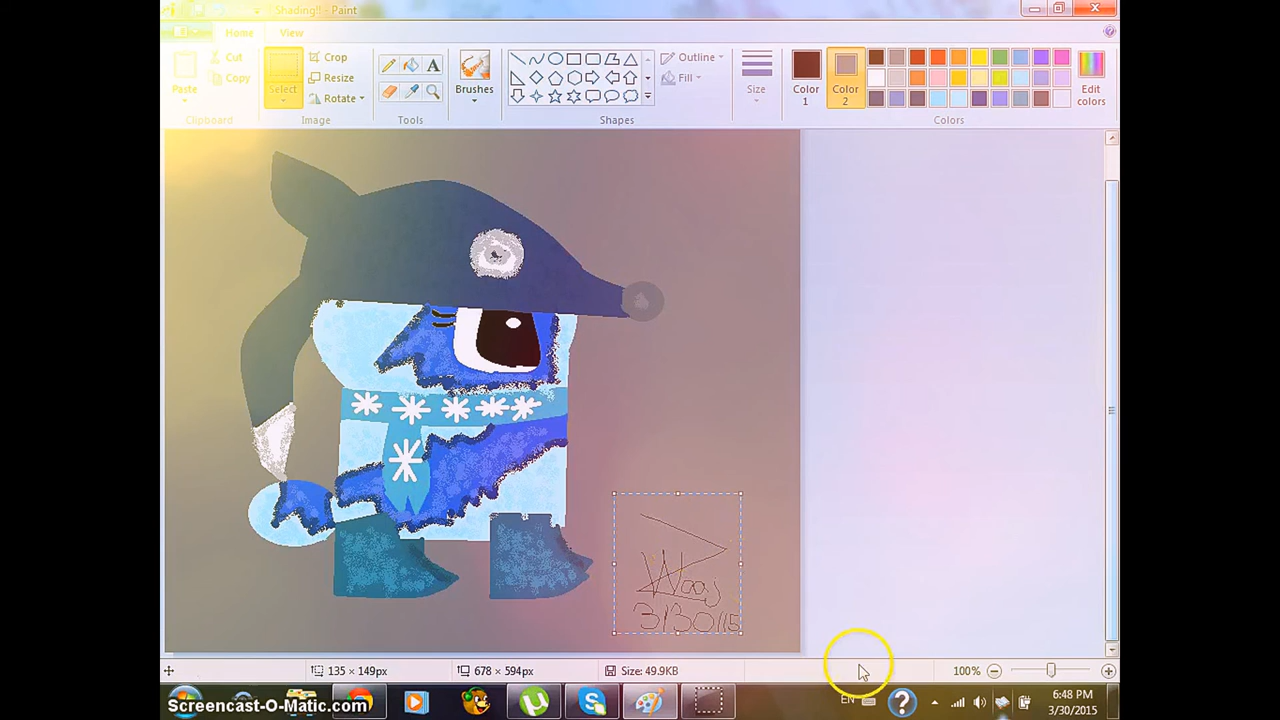 Shading!! - Paint
Home View
Paste
Cut
Copy
Clipboard
Select
Crop
Resize
Rotate
Image
A
Tools
Brushes
Outline
Fill
Shapes
Size
Color 1
Color 2
Edit colors
Colors
3/30/15
135 × 149px 678 × 594px Size: 49.9KB 100%
Screencast-O-Matic.com
EN
6:48 PM
3/30/2015